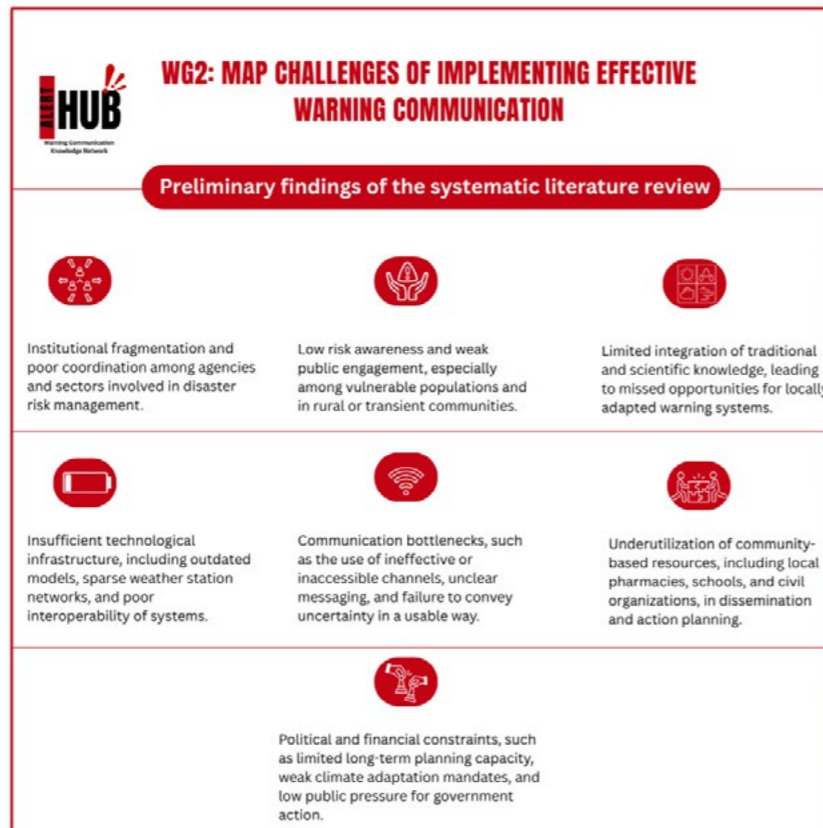 WG2: MAP CHALLENGES OF IMPLEMENTING EFFECTIVE
WARNING COMMUNICATION
ALERT
HUB
Warning Communication
Knowledge Network
Preliminary findings of the systematic literature review
Institutional fragmentation and
poor coordination among agencies
and sectors involved in disaster
risk management.
Low risk awareness and weak
public engagement, especially
among vulnerable populations and
in rural or transient communities.
Limited integration of traditional
and scientific knowledge, leading
to missed opportunities for locally
adapted warning systems.
Insufficient technological
infrastructure, including outdated
models, sparse weather station
networks, and poor
interoperability of systems.
Communication bottlenecks, such
as the use of ineffective or
inaccessible channels, unclear
messaging, and failure to convey
uncertainty in a usable way.
Underutilization of community-
based resources, including local
pharmacies, schools, and civil
organizations, in dissemination
and action planning.
Political and financial constraints, such
as limited long-term planning capacity,
weak climate adaptation mandates, and
low public pressure for government
action.